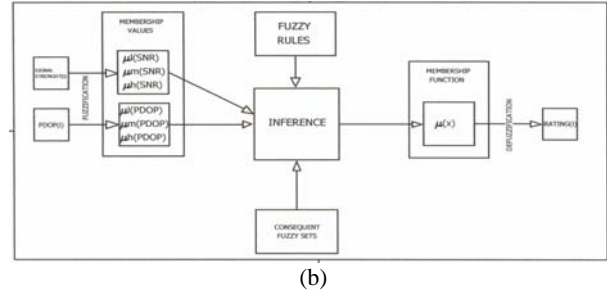 MEMBERSHIP
VALUES
SIGNAL
STRENGTH(t)
FUZZIFICATION
μl(SNR)
μm(SNR)
μh(SNR)
PDOP(t)
μl(PDOP)
μm(PDOP)
μh(PDOP)
FUZZY
RULES
INFERENCE
CONSEQUENT
FUZZY SETS
MEMBERSHIP
FUNCTION
μ(x)
DEFUZZIFICATION
RATING(t)
(b)